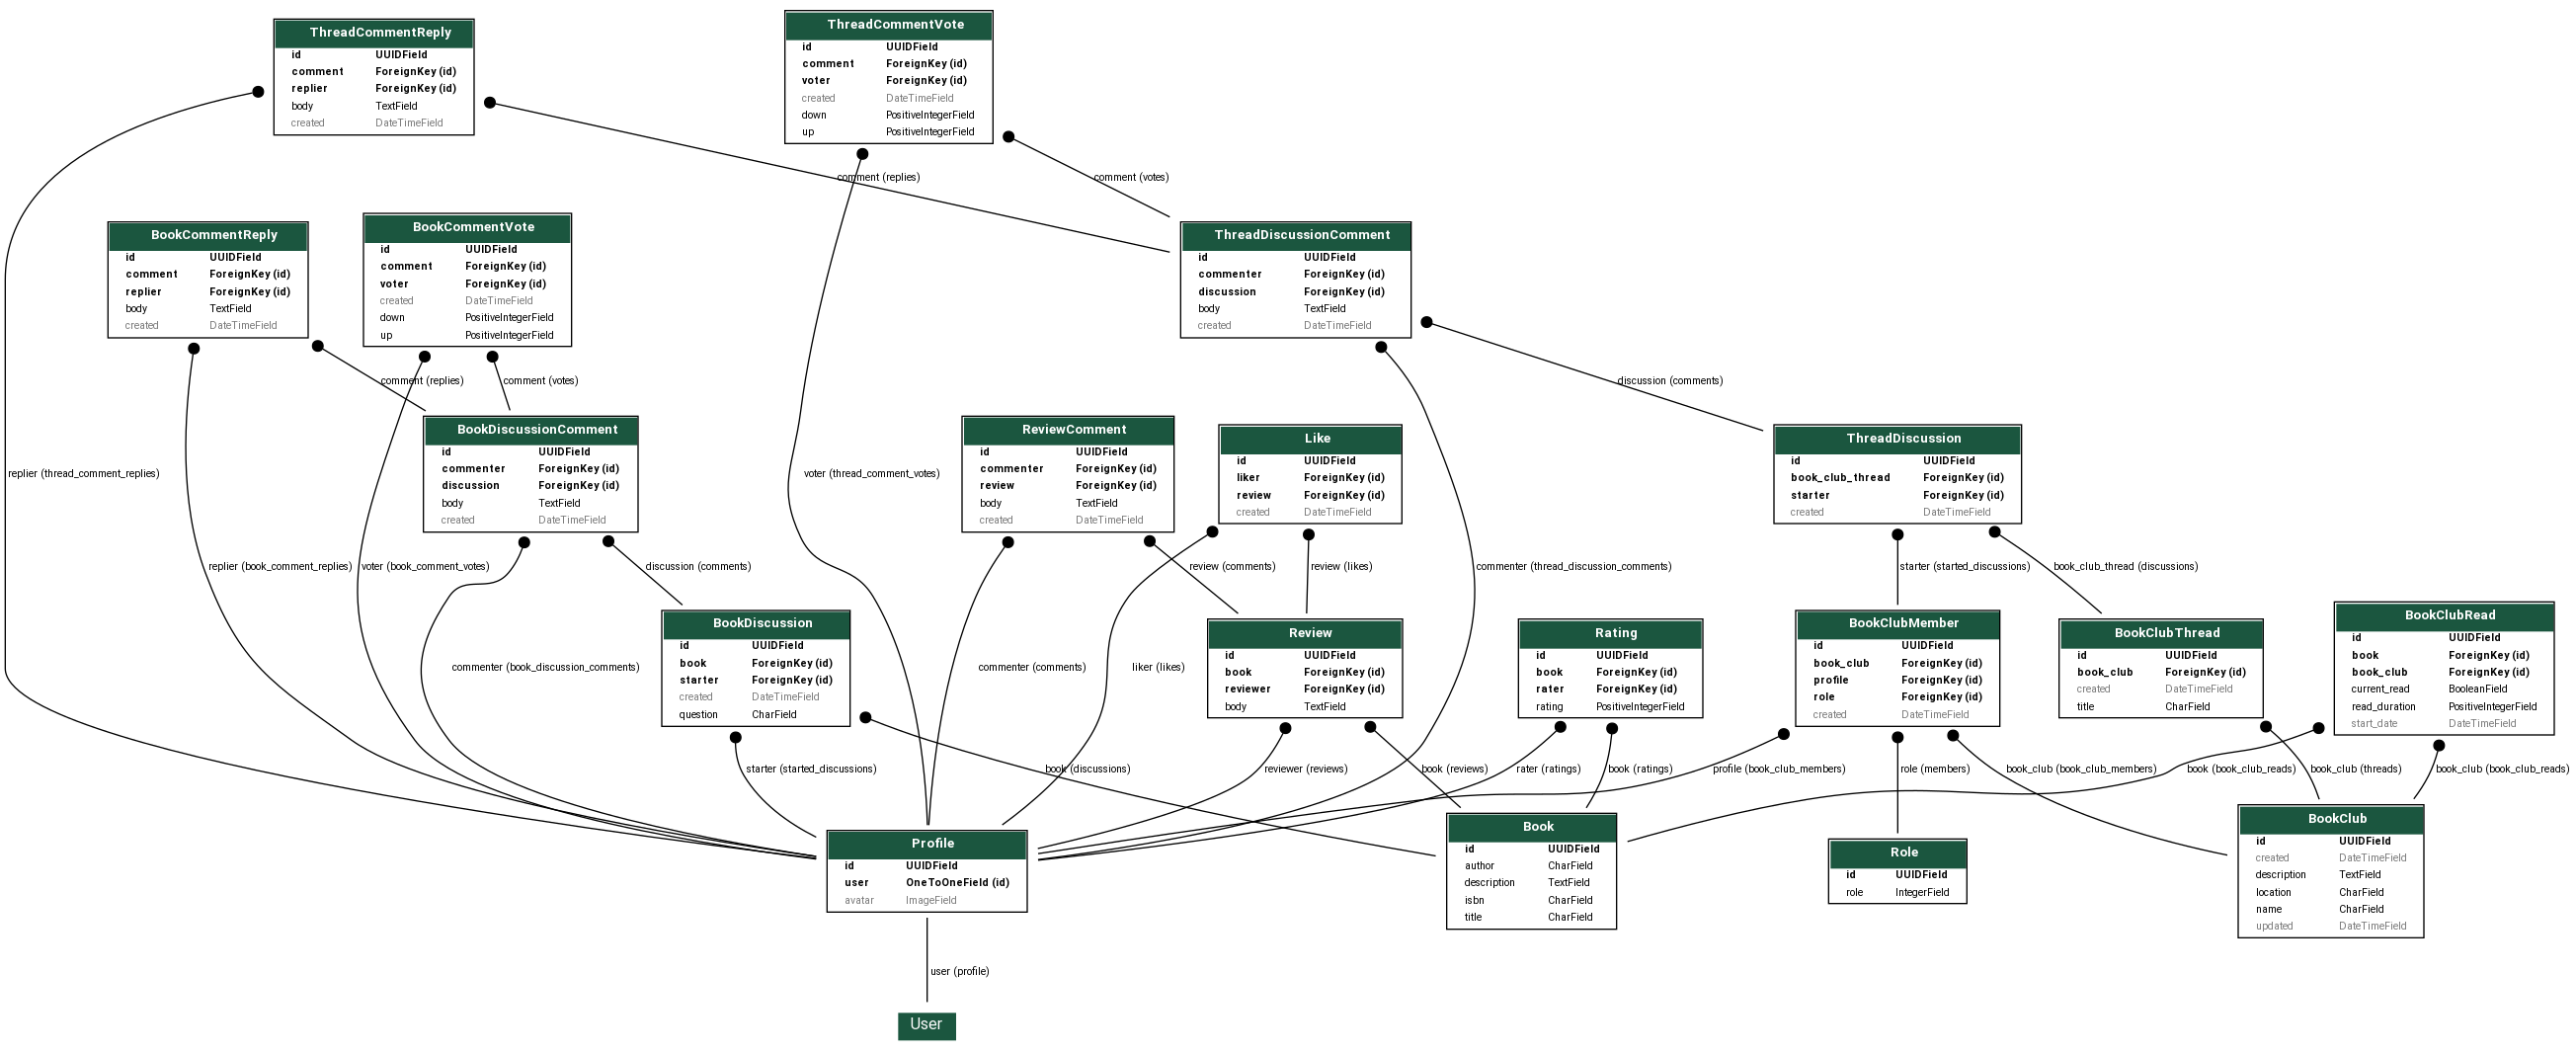 ThreadCommentReply
id UUIDField
comment ForeignKey (id)
replier ForeignKey (id)
body TextField
created DateTimeField
ThreadCommentVote
id UUIDField
comment ForeignKey (id)
voter ForeignKey (id)
created DateTimeField
down PositiveIntegerField
up PositiveIntegerField
comment (replies)
comment (votes)
BookCommentReply
id UUIDField
comment ForeignKey (id)
replier ForeignKey (id)
body TextField
created DateTimeField
BookCommentVote
id UUIDField
comment ForeignKey (id)
voter ForeignKey (id)
created DateTimeField
down PositiveIntegerField
up PositiveIntegerField
ThreadDiscussionComment
id UUIDField
commenter ForeignKey (id)
discussion ForeignKey (id)
body TextField
created DateTimeField
comment (replies)
comment (votes)
discussion (comments)
BookDiscussionComment
id UUIDField
commenter ForeignKey (id)
discussion ForeignKey (id)
body TextField
created DateTimeField
ReviewComment
id UUIDField
commenter ForeignKey (id)
review ForeignKey (id)
body TextField
created DateTimeField
Like
id UUIDField
liker ForeignKey (id)
review ForeignKey (id)
created DateTimeField
ThreadDiscussion
id UUIDField
book_club_thread ForeignKey (id)
starter ForeignKey (id)
created DateTimeField
replier (thread_comment_replies)
voter (thread_comment_votes)
replier (book_comment_replies)
voter (book_comment_votes)
discussion (comments)
review (comments)
review (likes)
commenter (thread_discussion_comments)
starter (started_discussions)
book_club_thread (discussions)
BookDiscussion
id UUIDField
book ForeignKey (id)
starter ForeignKey (id)
created DateTimeField
question CharField
Review
id UUIDField
book ForeignKey (id)
reviewer ForeignKey (id)
body TextField
Rating
id UUIDField
book ForeignKey (id)
rater ForeignKey (id)
rating PositiveIntegerField
BookClubMember
id UUIDField
book_club ForeignKey (id)
profile ForeignKey (id)
role ForeignKey (id)
created DateTimeField
BookClubThread
id UUIDField
book_club ForeignKey (id)
created DateTimeField
title CharField
BookClubRead
id UUIDField
book ForeignKey (id)
book_club ForeignKey (id)
current_read BooleanField
read_duration PositiveIntegerField
start_date DateTimeField
commenter (book_discussion_comments)
commenter (comments)
liker (likes)
starter (started_discussions)
book (discussions)
reviewer (reviews)
book (reviews)
rater (ratings)
book (ratings)
profile (book_club_members)
role (members)
book_club (book_club_members)
book (book_club_reads)
book_club (threads)
book_club (book_club_reads)
Profile
id UUIDField
user OneToOneField (id)
avatar ImageField
Book
id UUIDField
author CharField
description TextField
isbn CharField
title CharField
Role
id UUIDField
role IntegerField
BookClub
id UUIDField
created DateTimeField
description TextField
location CharField
name CharField
updated DateTimeField
user (profile)
User